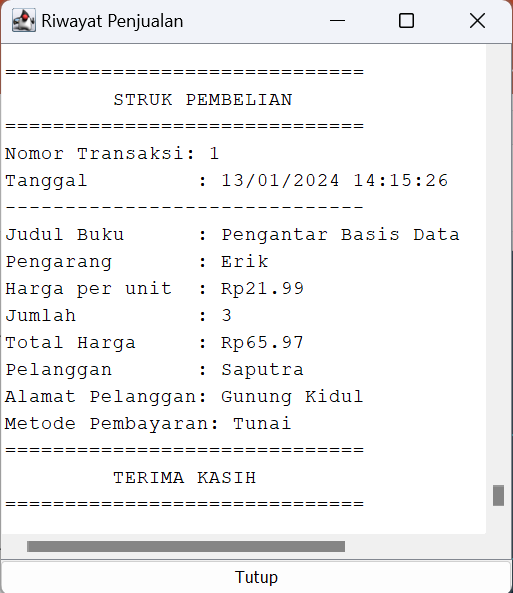 Riwayat Penjualan
==============================
STRUK PEMBELIAN
==============================
Nomor Transaksi: 1
Tanggal         : 13/01/2024 14:15:26
------------------------------
Judul Buku      : Pengantar Basis Data
Pengarang       : Erik
Harga per unit  : Rp21.99
Jumlah          : 3
Total Harga     : Rp65.97
Pelanggan       : Saputra
Alamat Pelanggan: Gunung Kidul
Metode Pembayaran: Tunai
==============================
TERIMA KASIH
==============================
Tutup